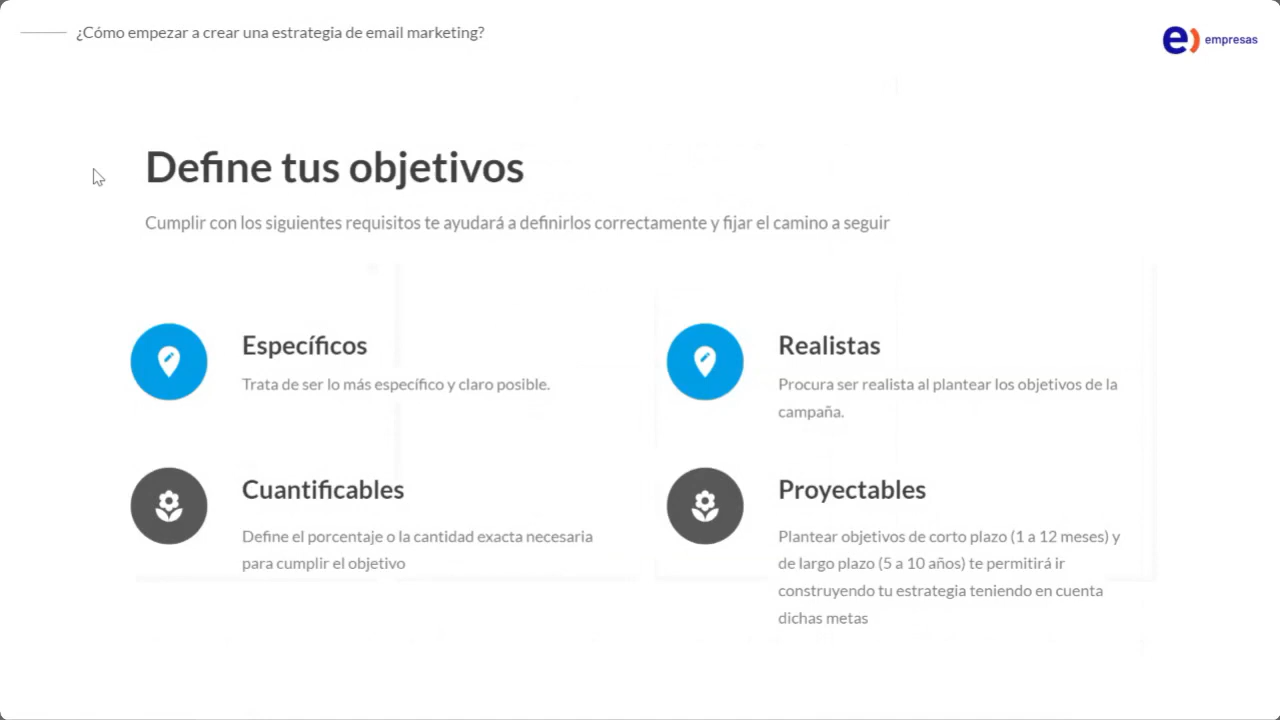 ¿Cómo empezar a crear una estrategia de email marketing?
e) empresas
Define tus objetivos
Cumplir con los siguientes requisitos te ayudará a definirlos correctamente y fijar el camino a seguir
Específicos
Trata de ser lo más específico y claro posible.
Realistas
Procura ser realista al plantear los objetivos de la
campaña.
Cuantificables
Define el porcentaje o la cantidad exacta necesaria
para cumplir el objetivo
Proyectables
Plantear objetivos de corto plazo (1 a 12 meses) y
de largo plazo (5 a 10 años) te permitirá ir
construyendo tu estrategia teniendo en cuenta
dichas metas